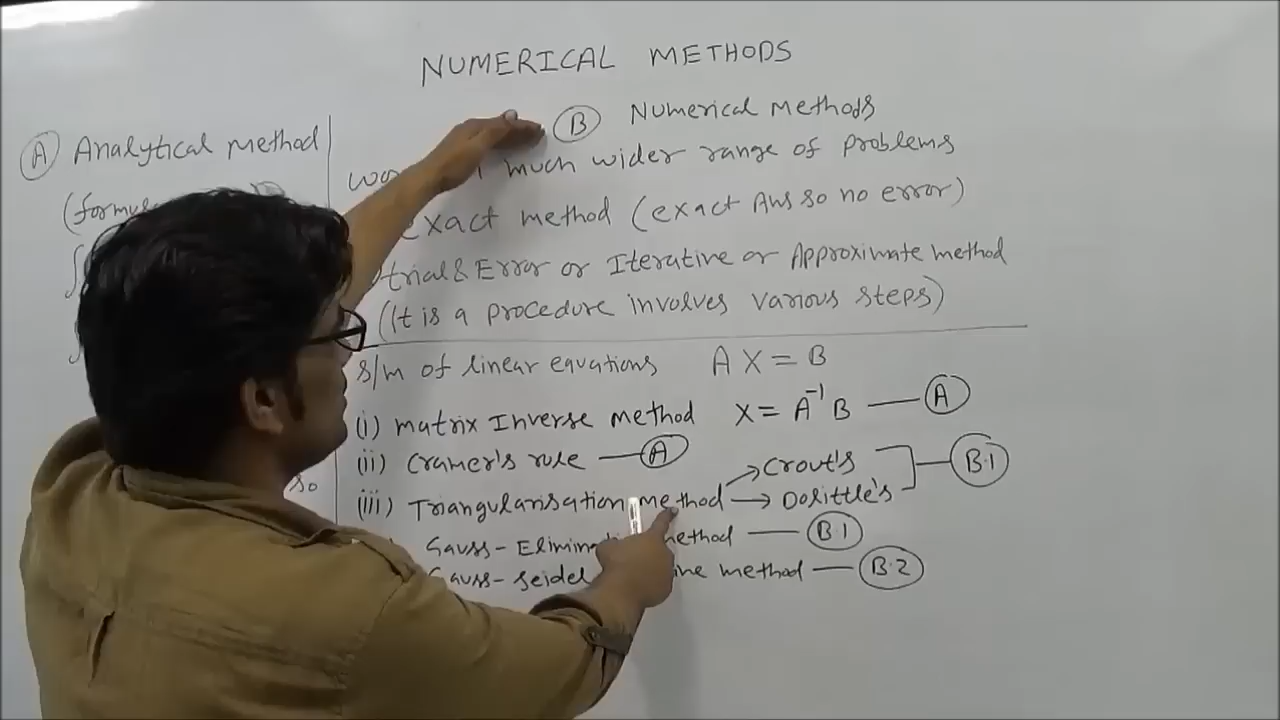 NUMERICAL METHODS
(A) Analytical method
(B) Numerical methods
much wider range of problems
exact method (exact Ans so no error)
trial & Error or Iterative or Approximate method
(It is a procedure involves various steps)
s/m of linear equations AX = B
(i) matrix Inverse method X = A⁻¹ B — (A)
(ii) Cramer's rule — (A)
(iii) Triangularisation method → Crout's
→ Dolittle's — (B.1)
Gauss- method — (B.1)
Gauss-Seidel method — (B.2)
so